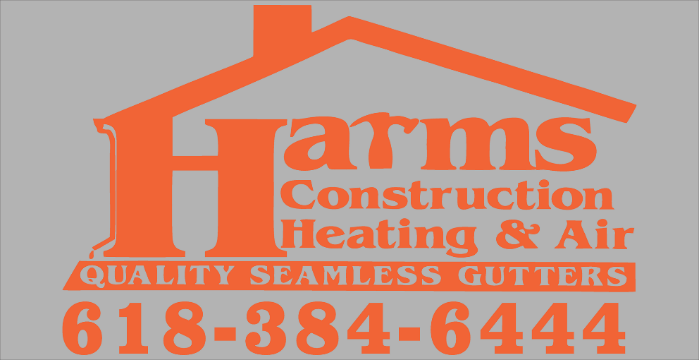 Harms
Construction
Heating & Air
QUALITY SEAMLESS GUTTERS
618-384-6444